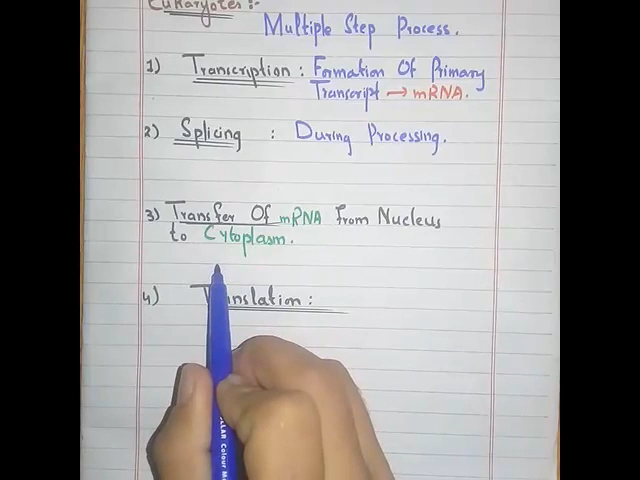 Eukaryotes :-
Multiple Step Process.
1) Transcription : Formation Of Primary
Transcript → mRNA.
2) Splicing : During Processing.
3) Transfer Of mRNA From Nucleus
to Cytoplasm.
4) Translation :